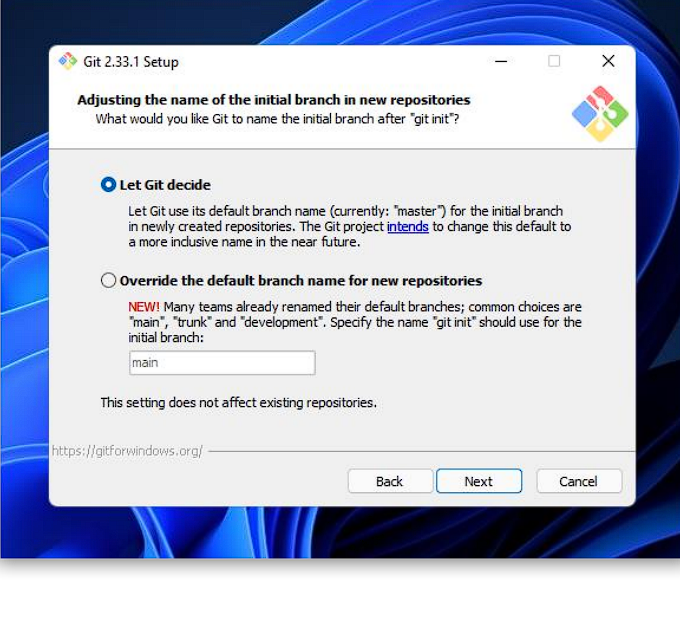 Git 2.33.1 Setup
Adjusting the name of the initial branch in new repositories
What would you like Git to name the initial branch after "git init"?
Let Git decide
Let Git use its default branch name (currently: "master") for the initial branch
in newly created repositories. The Git project intends to change this default to
a more inclusive name in the near future.
Override the default branch name for new repositories
NEW! Many teams already renamed their default branches; common choices are
"main", "trunk" and "development". Specify the name "git init" should use for the
initial branch:
main
This setting does not affect existing repositories.
https://gitforwindows.org/
Back Next Cancel